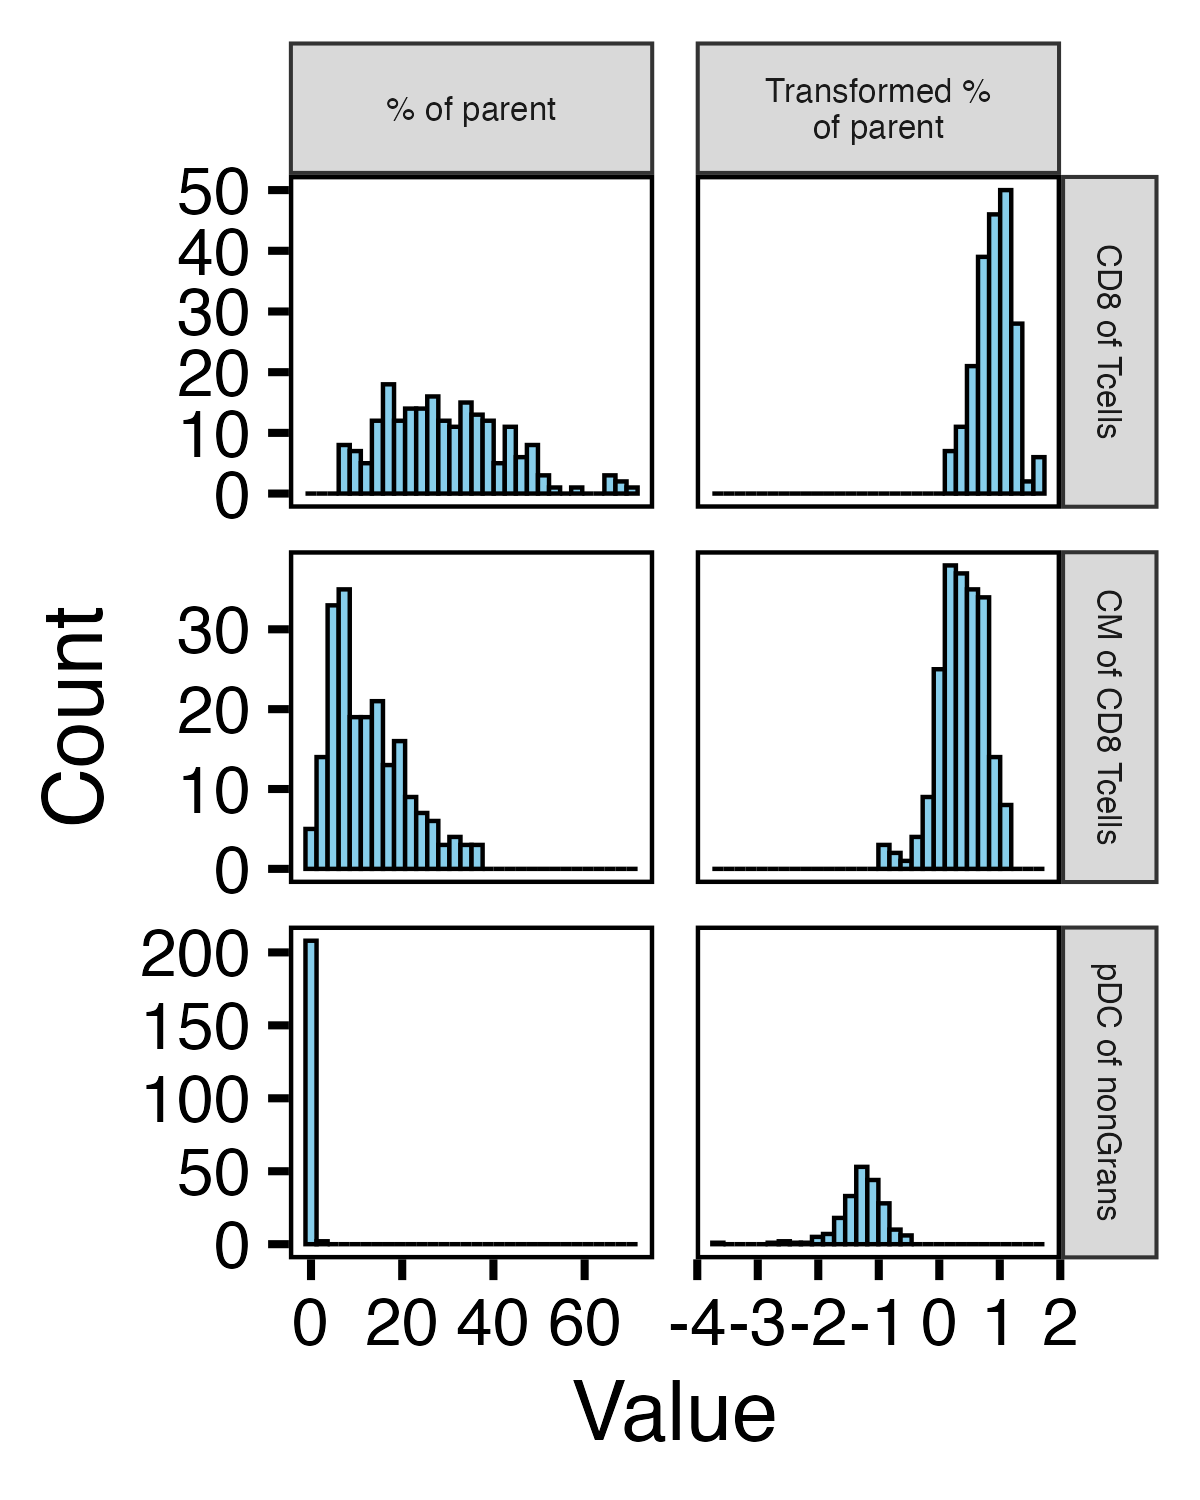 % of parent
Transformed %
of parent
50
40
30
20
10
0
CD8 of Tcells
Count
30
20
10
0
CM of CD8 Tcells
200
150
100
50
0
pDC of nonGrans
0 20 40 60
-4 -3 -2 -1 0 1 2
Value